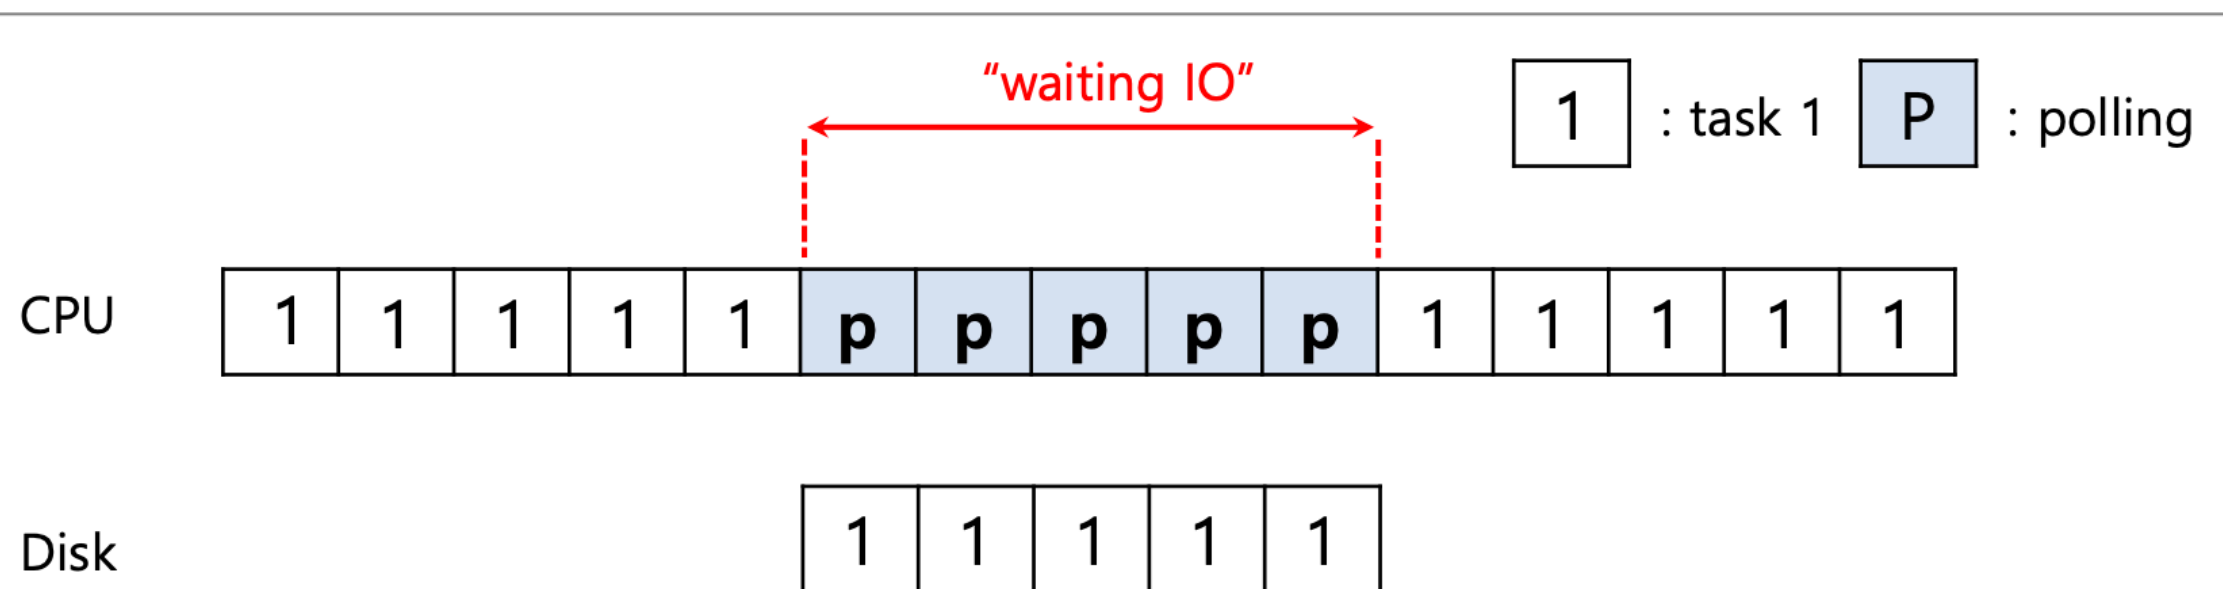 “waiting IO”
1 : task 1 P : polling
CPU 1 1 1 1 1 p p p p p 1 1 1 1 1
Disk 1 1 1 1 1